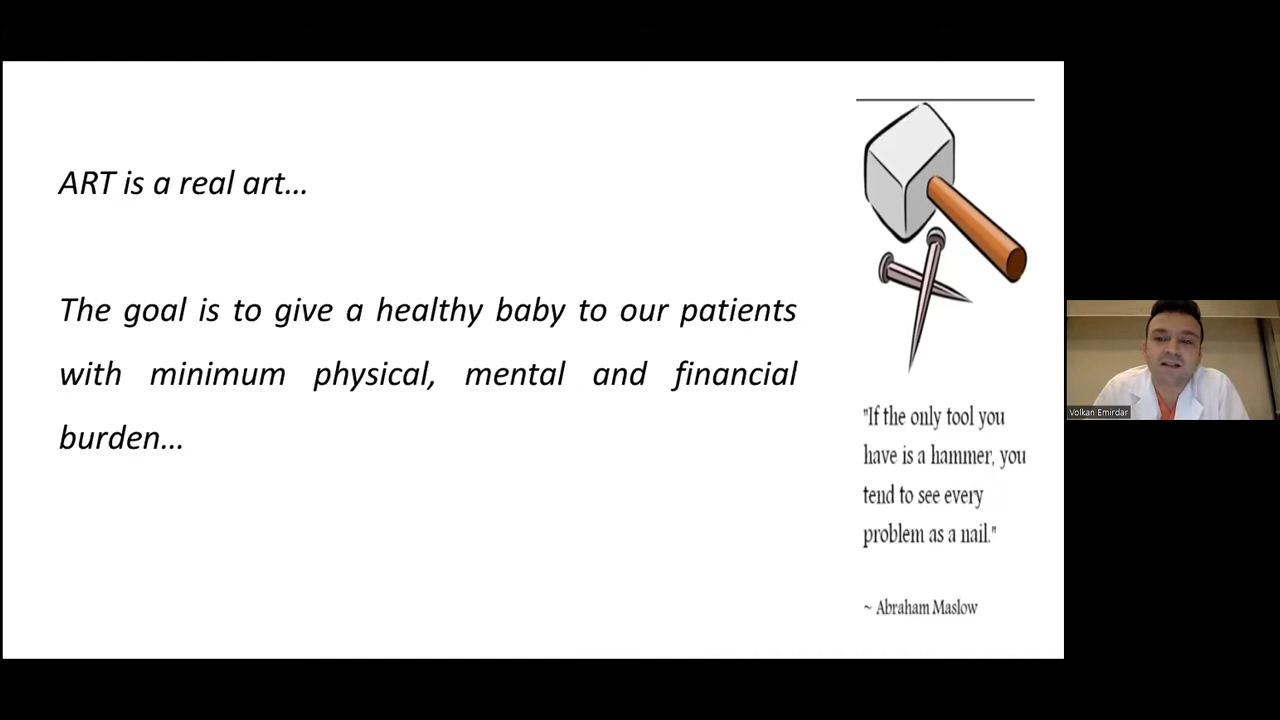 ART is a real art...
The goal is to give a healthy baby to our patients
with minimum physical, mental and financial
burden...
"If the only tool you
have is a hammer, you
tend to see every
problem as a nail."
~ Abraham Maslow
Volkan Emirdar